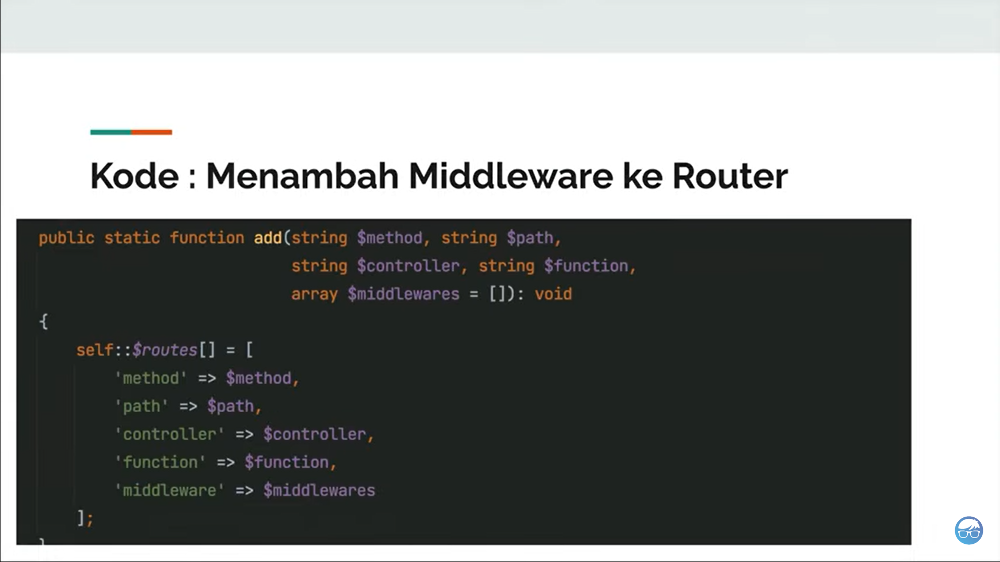 Kode : Menambah Middleware ke Router
public static function add(string $method, string $path,
string $controller, string $function,
array $middlewares = []): void
{
self::$routes[] = [
'method' => $method,
'path' => $path,
'controller' => $controller,
'function' => $function,
'middleware' => $middlewares
];
}